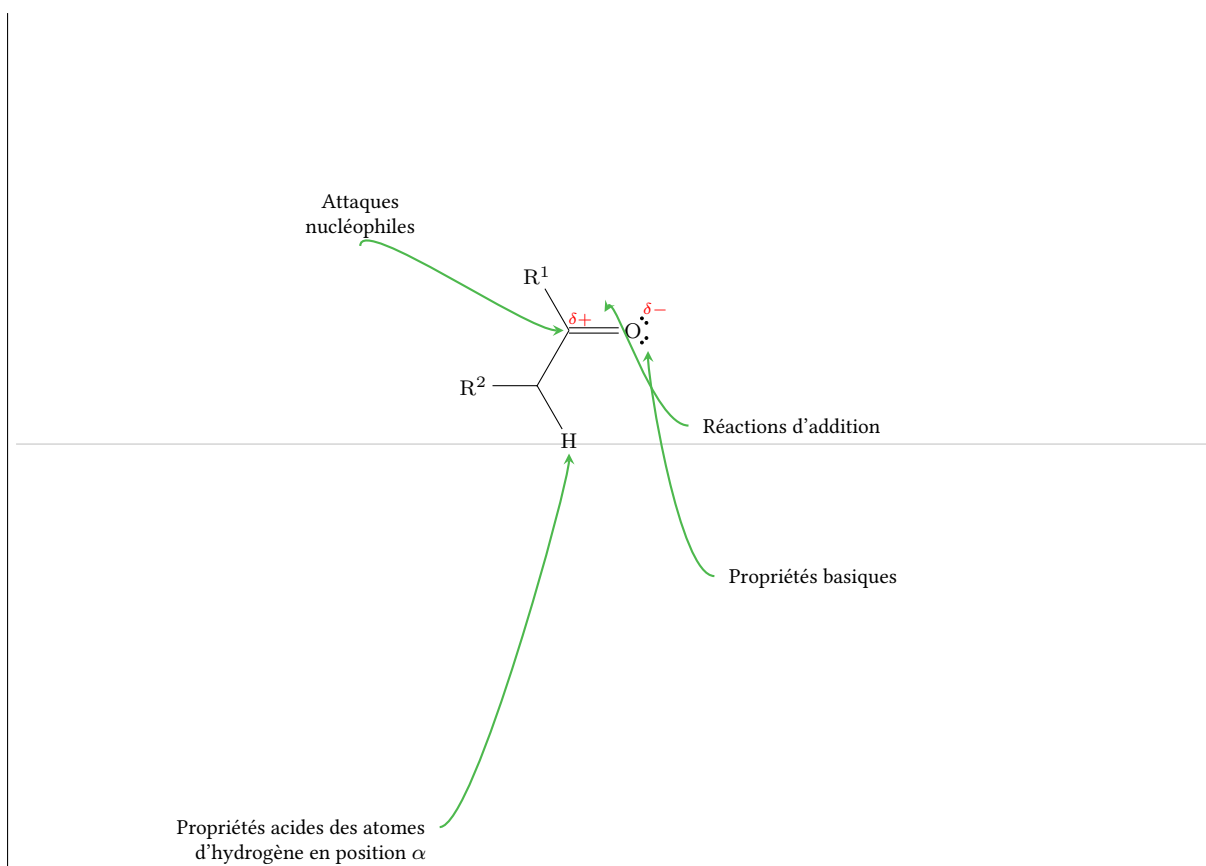 Attaques
nucléophiles
R¹
δ+
δ−
O
R²
H
Réactions d'addition
Propriétés basiques
Propriétés acides des atomes
d'hydrogène en position α